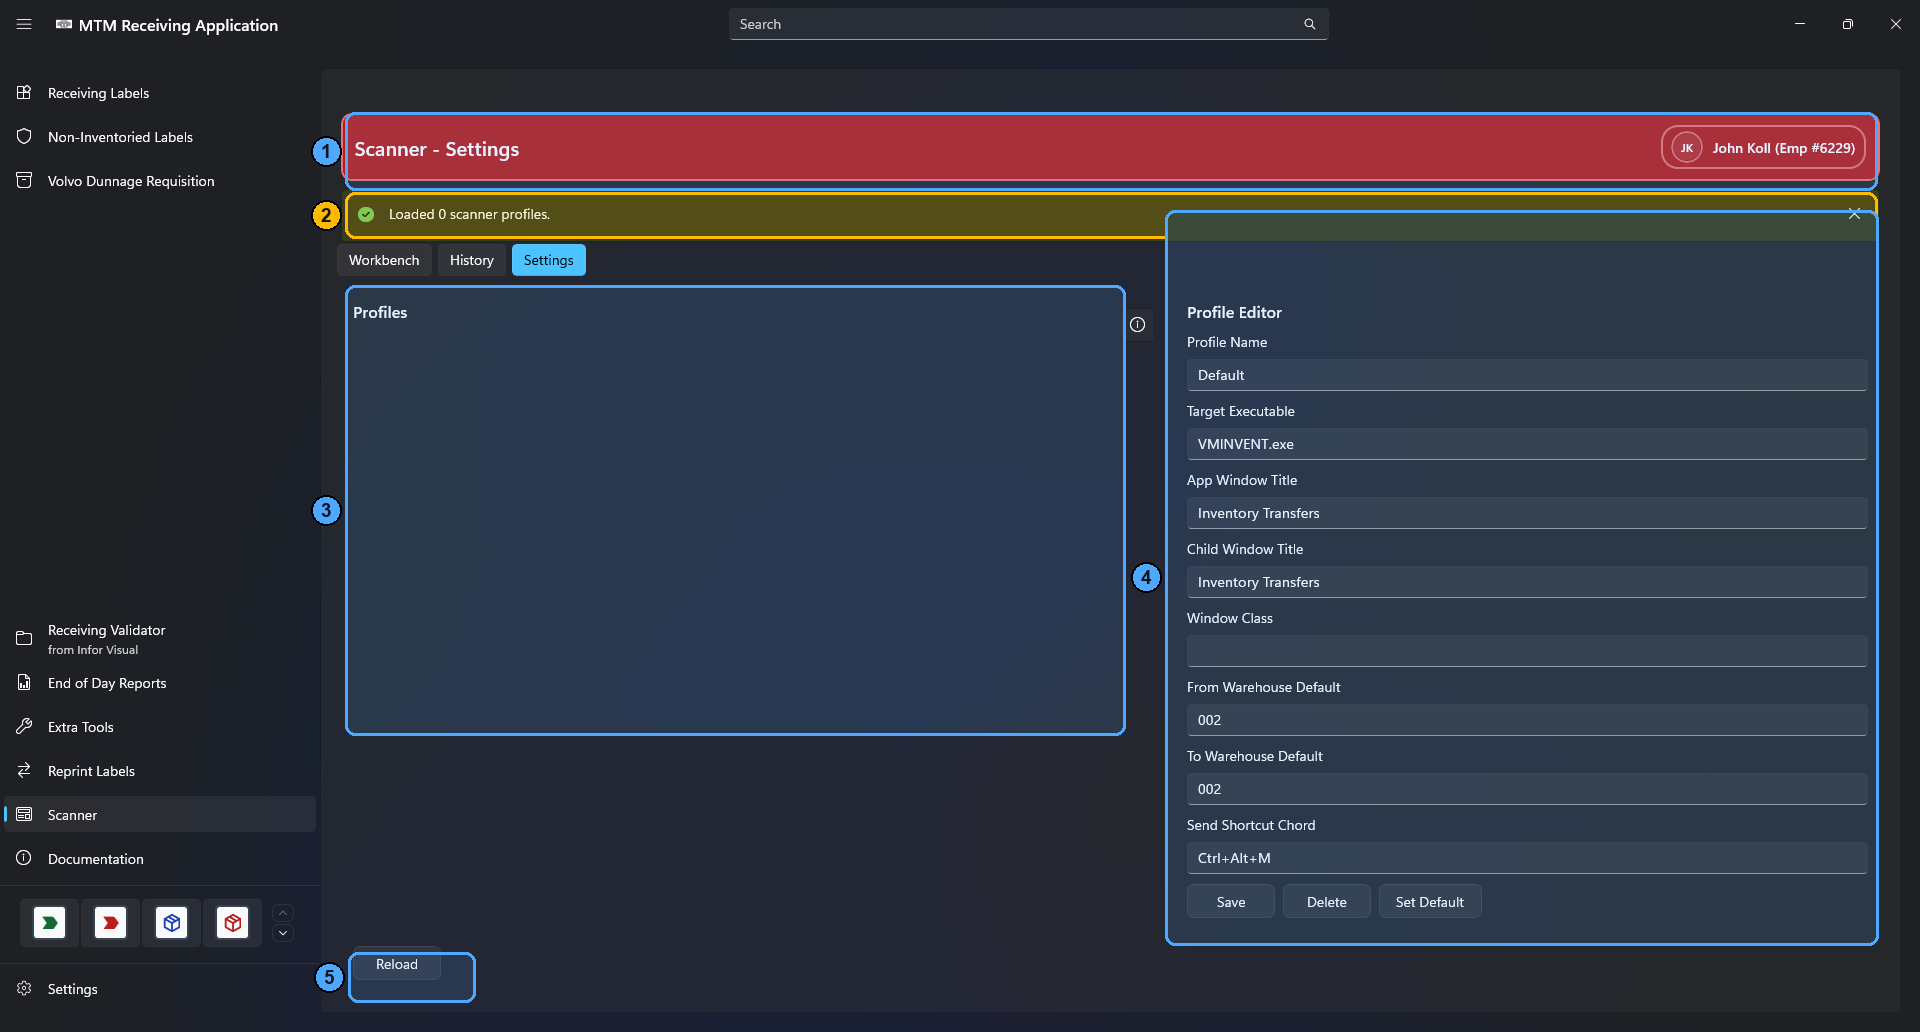 MTM Receiving Application
Search
Receiving Labels
Non-Inventoried Labels
Volvo Dunnage Requisition
Receiving Validator
from Infor Visual
End of Day Reports
Extra Tools
Reprint Labels
Scanner
Documentation
Settings
1
Scanner - Settings
JK
John Koll (Emp #6229)
2
Loaded 0 scanner profiles.
Workbench
History
Settings
3
Profiles
4
Profile Editor
Profile Name
Default
Target Executable
VMINVENT.exe
App Window Title
Inventory Transfers
Child Window Title
Inventory Transfers
Window Class
From Warehouse Default
002
To Warehouse Default
002
Send Shortcut Chord
Ctrl+Alt+M
Save
Delete
Set Default
5
Reload